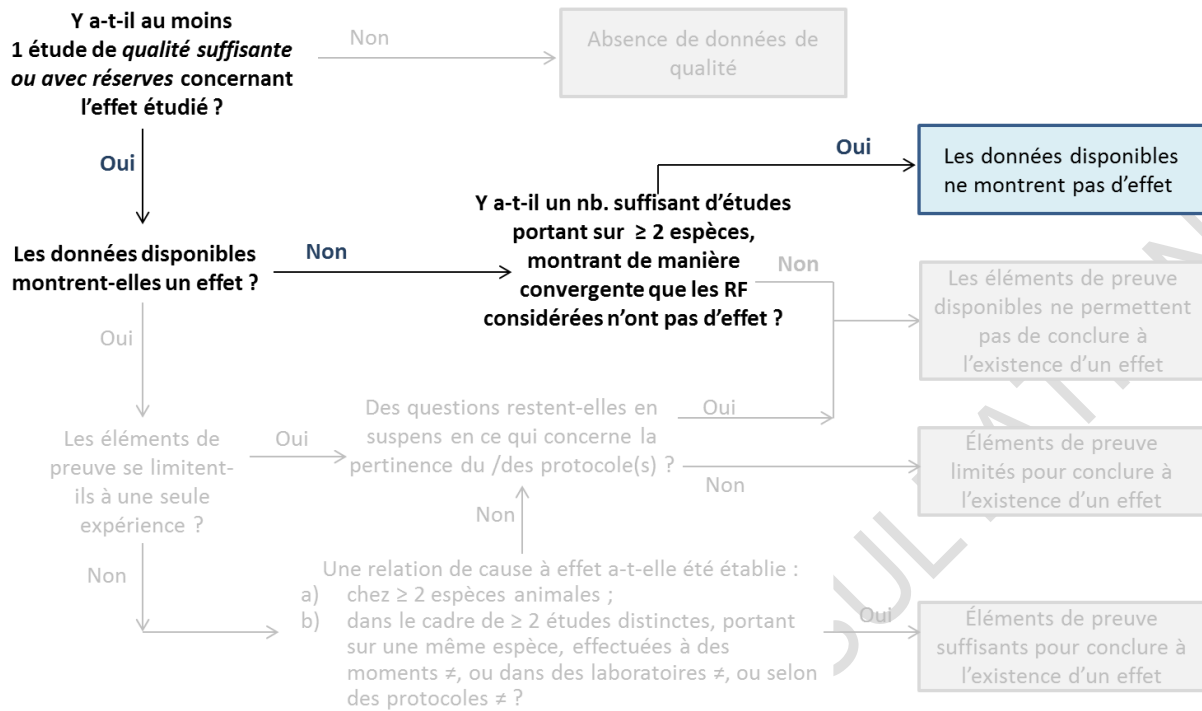 Y a-t-il au moins
1 étude de qualité suffisante
ou avec réserves concernant
l'effet étudié ?
Non
Absence de données de
qualité
Oui
Oui
Les données disponibles
ne montrent pas d'effet
Y a-t-il un nb. suffisant d'études
portant sur ≥ 2 espèces,
montrant de manière
convergente que les RF
considérées n'ont pas d'effet ?
Les données disponibles
montrent-elles un effet ?
Non
Non
Les éléments de preuve
disponibles ne permettent
pas de conclure à
l'existence d'un effet
Oui
Les éléments de
preuve se limitent-
ils à une seule
expérience ?
Oui
Des questions restent-elles en
suspens en ce qui concerne la
pertinence du /des protocole(s) ?
Oui
Non
Éléments de preuve
limités pour conclure à
l'existence d'un effet
Non
Non
Une relation de cause à effet a-t-elle été établie :
a) chez ≥ 2 espèces animales ;
b) dans le cadre de ≥ 2 études distinctes, portant
sur une même espèce, effectuées à des
moments ≠, ou dans des laboratoires ≠, ou selon
des protocoles ≠ ?
Oui
Éléments de preuve
suffisants pour conclure à
l'existence d'un effet